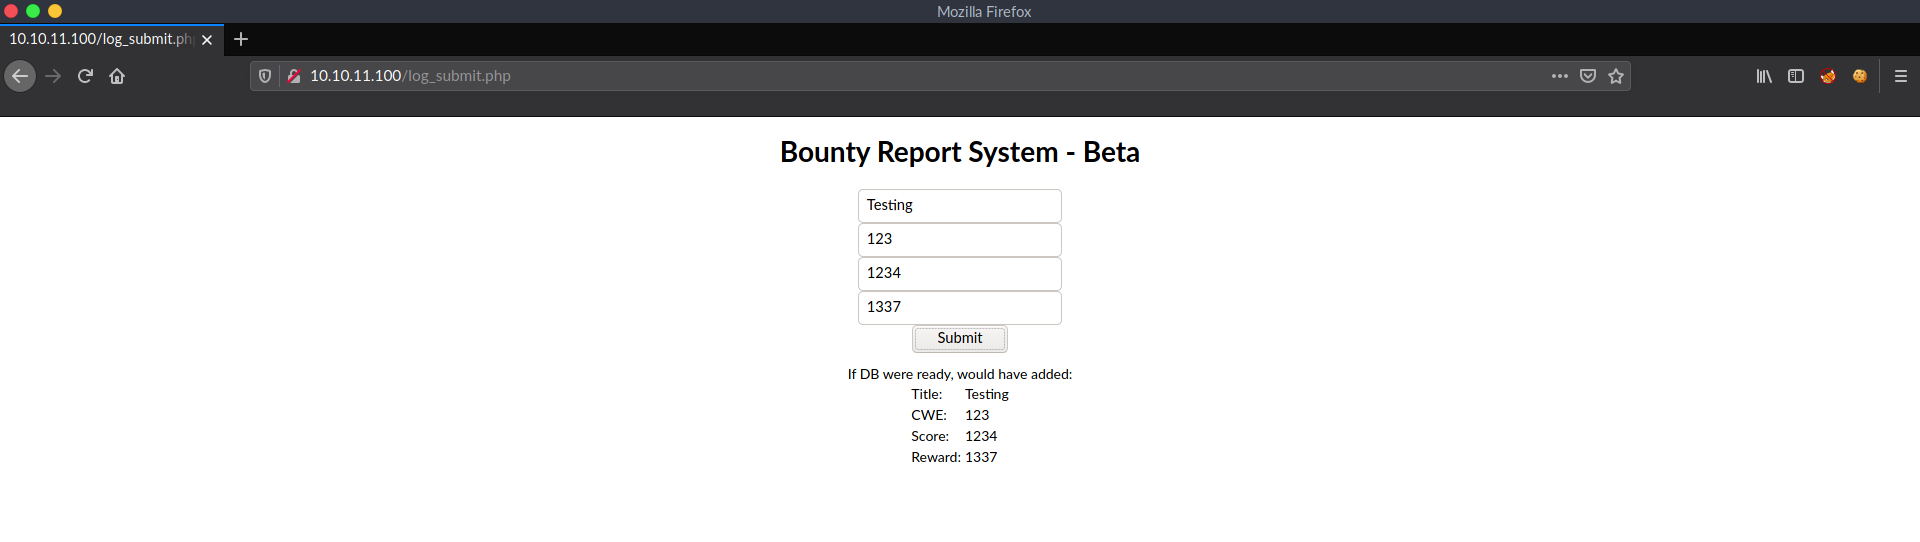 Mozilla Firefox
10.10.11.100/log_submit.ph
10.10.11.100/log_submit.php
Bounty Report System - Beta
Testing
123
1234
1337
Submit
If DB were ready, would have added:
Title: Testing
CWE: 123
Score: 1234
Reward: 1337